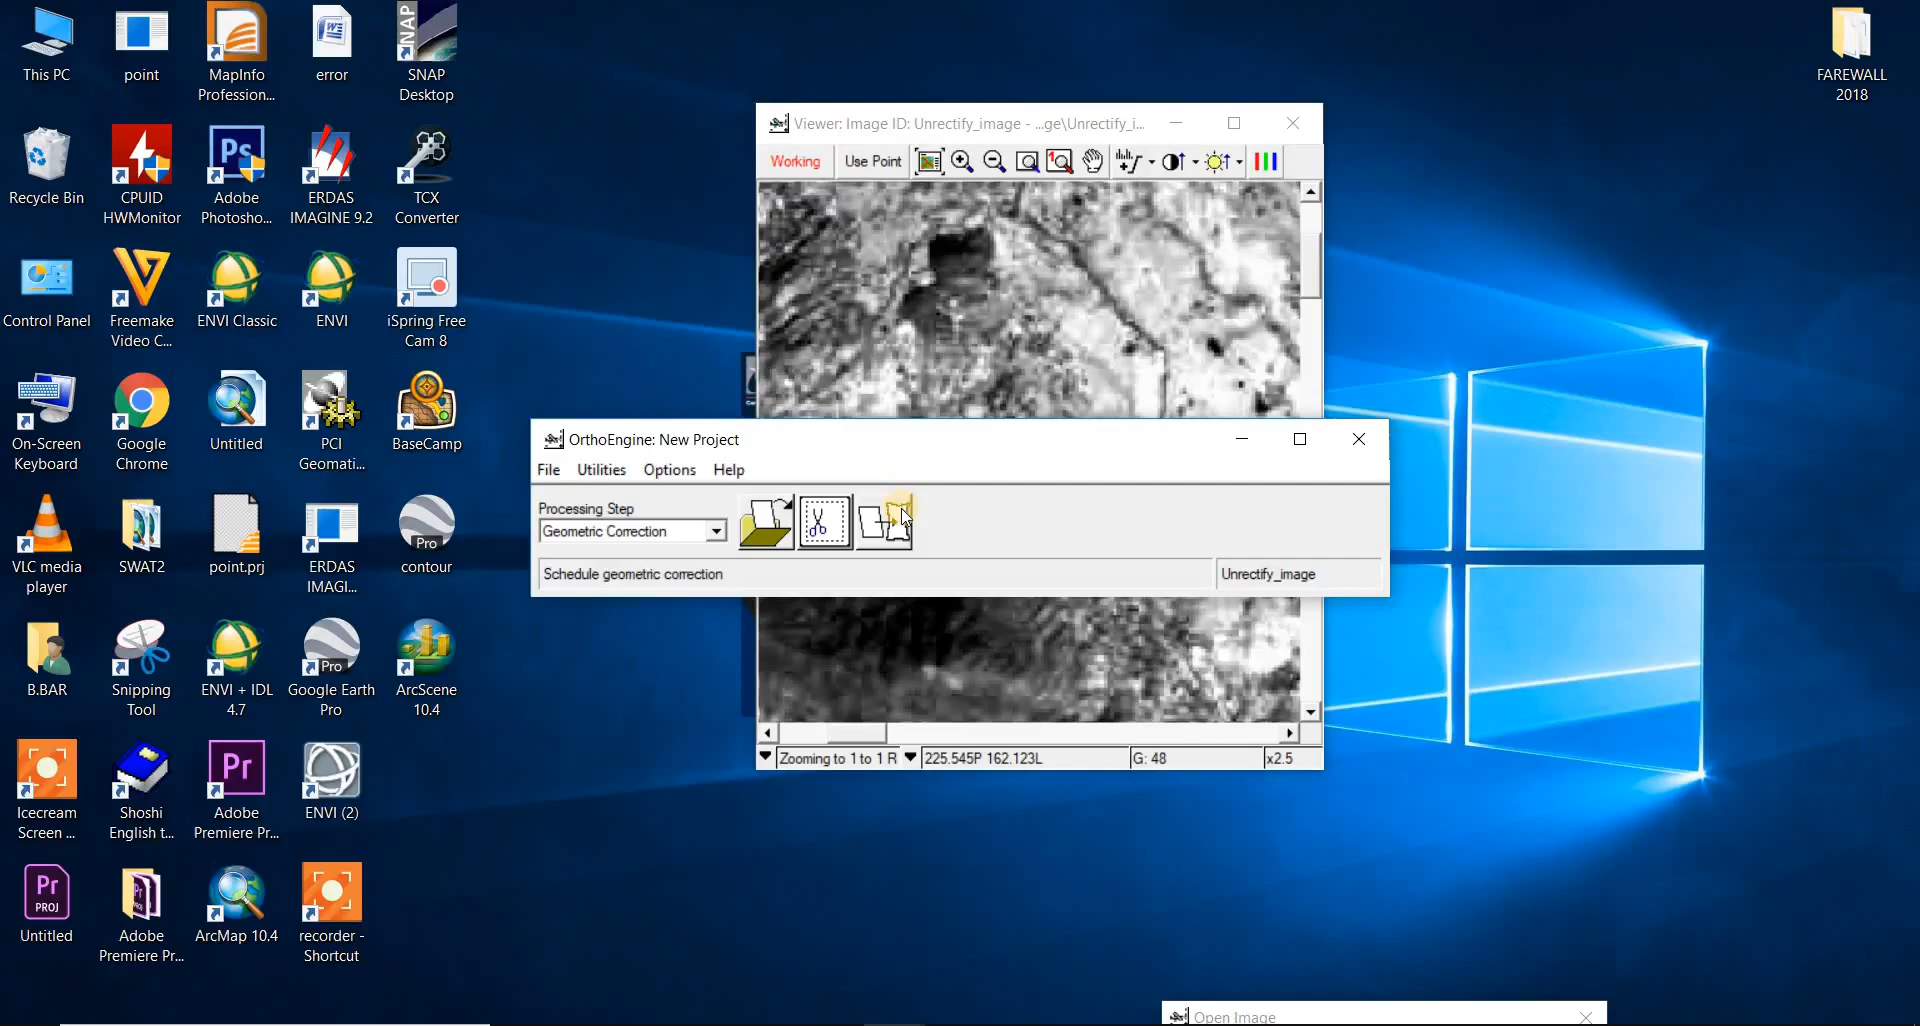 This PC
point
MapInfo
Profession...
error
SNAP
SNAP
Desktop
FAREWALL
2018
Recycle Bin
CPUID
HWMonitor
Ps
Adobe
Photosho...
ERDAS
IMAGINE 9.2
TCX
Converter
Control Panel
Freemake
Video C...
ENVI Classic
ENVI
iSpring Free
Cam 8
On-Screen
Keyboard
Google
Chrome
Untitled
PCI
Geomati...
BaseCamp
VLC media
player
SWAT2
point.prj
ERDAS
IMAGI...
Pro
contour
B.BAR
Snipping
Tool
ENVI + IDL
4.7
Pro
Google Earth
Pro
ArcScene
10.4
Icecream
Screen ...
Shoshi
English t...
Pr
Adobe
Premiere Pr...
ENVI (2)
Pr
PROJ
Untitled
Adobe
Premiere Pr...
ArcMap 10.4
recorder -
Shortcut
Viewer: Image ID: Unrectify_image - ...ge\Unrectify_i...
Working
Use Point
OrthoEngine: New Project
File Utilities Options Help
Processing Step
Geometric Correction
Schedule geometric correction
Unrectify_image
Zooming to 1 to 1 R
225.545P 162.123L
G: 48
x2.5
Open Image